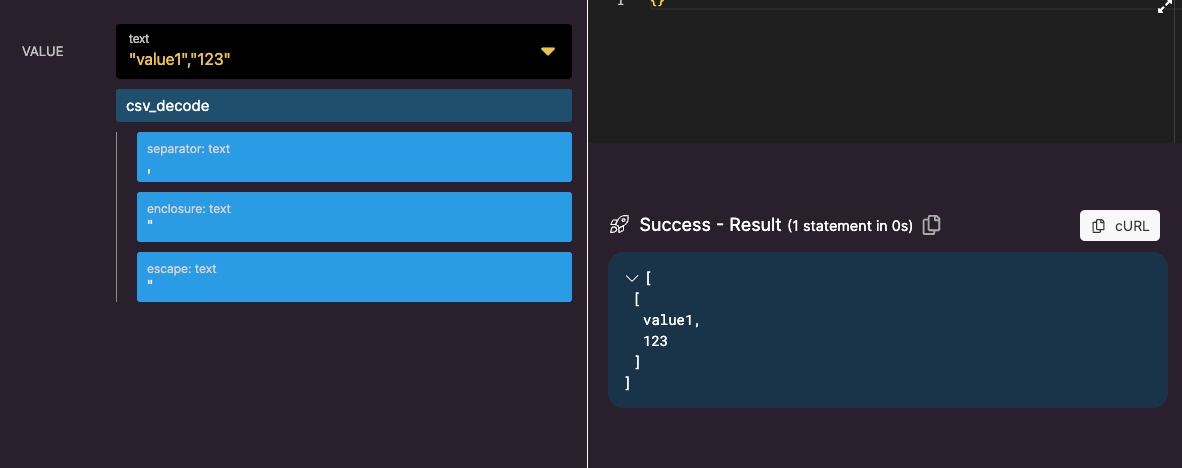 VALUE
text
"value1","123"
csv_decode
separator: text
,
enclosure: text
"
escape: text
"
1 {}
Success - Result (1 statement in 0s)
cURL
[
[
value1,
123
]
]